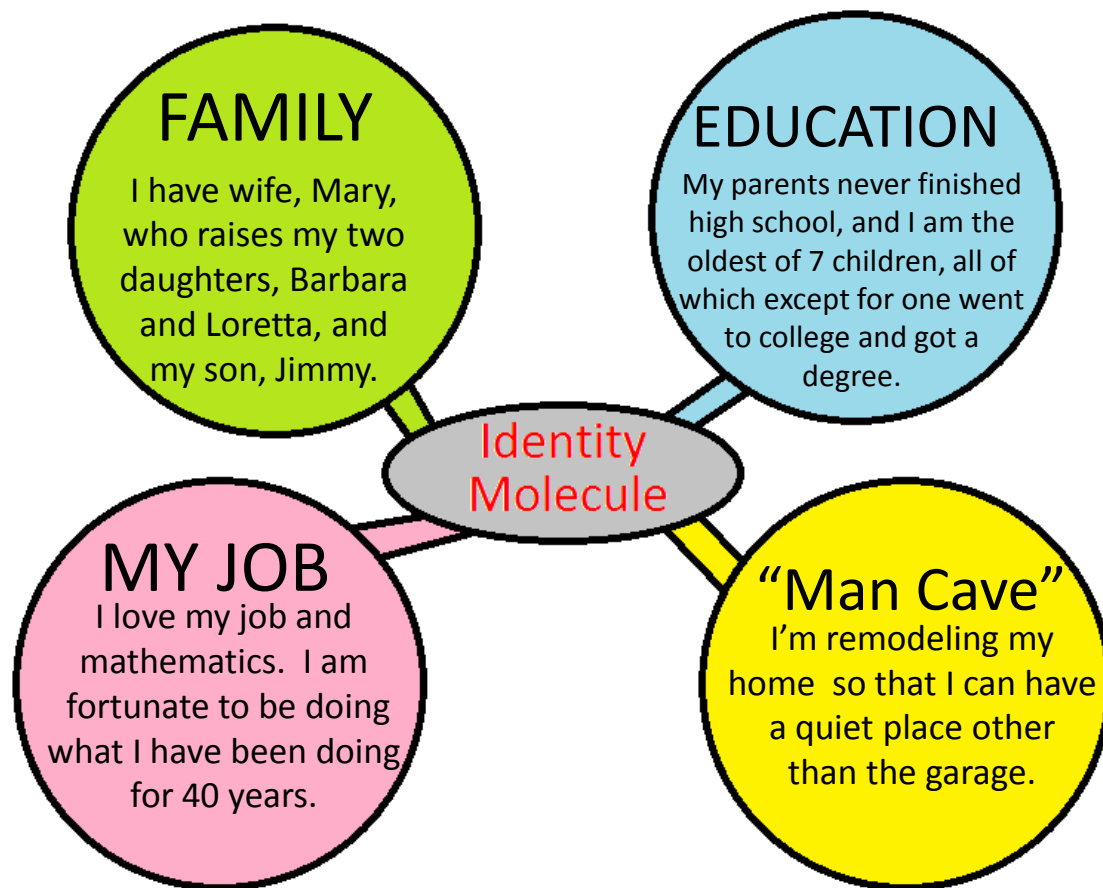 FAMILY
I have wife, Mary,
who raises my two
daughters, Barbara
and Loretta, and
my son, Jimmy.
EDUCATION
My parents never finished
high school, and I am the
oldest of 7 children, all of
which except for one went
to college and got a
degree.
Identity
Molecule
MY JOB
I love my job and
mathematics.  I am
fortunate to be doing
what I have been doing
for 40 years.
“Man Cave”
I’m remodeling my
home  so that I can have
a quiet place other
than the garage.